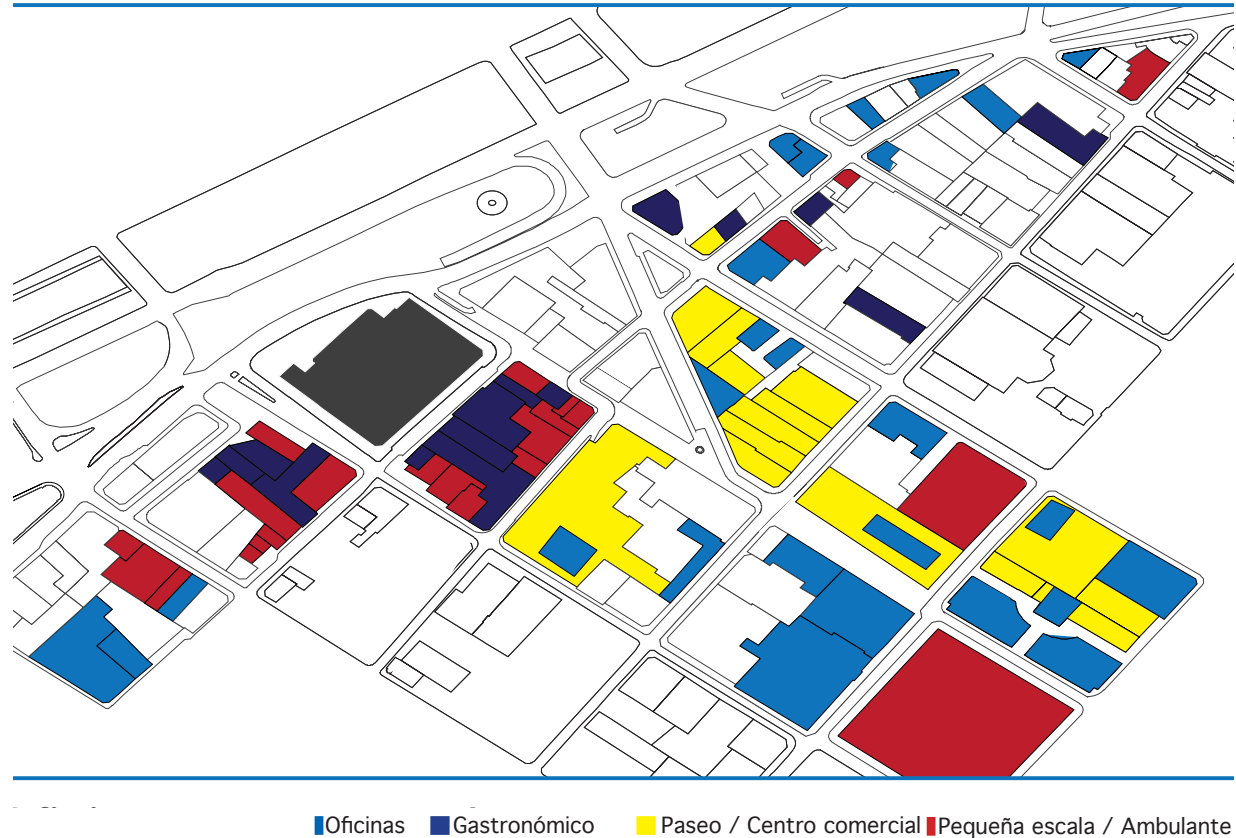 Oficinas
Gastronómico
Paseo / Centro comercial
Pequeña escala / Ambulante